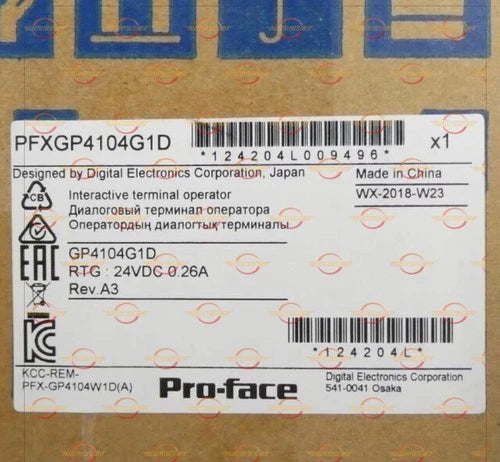 PFXGP4104G1D
*124204L009496*
x1
Designed by Digital Electronics Corporation, Japan
Made in China
Interactive terminal operator
WX-2018-W23
Диалоговый терминал оператора
Оператордың диалогтық терминалы
CB
EAC
GP4104G1D
RTG : 24VDC 0.26A
Rev.A3
*124204L*
KCC-REM-
PFX-GP4104W1D(A)
Pro-face
Digital Electronics Corporation
541-0041 Osaka